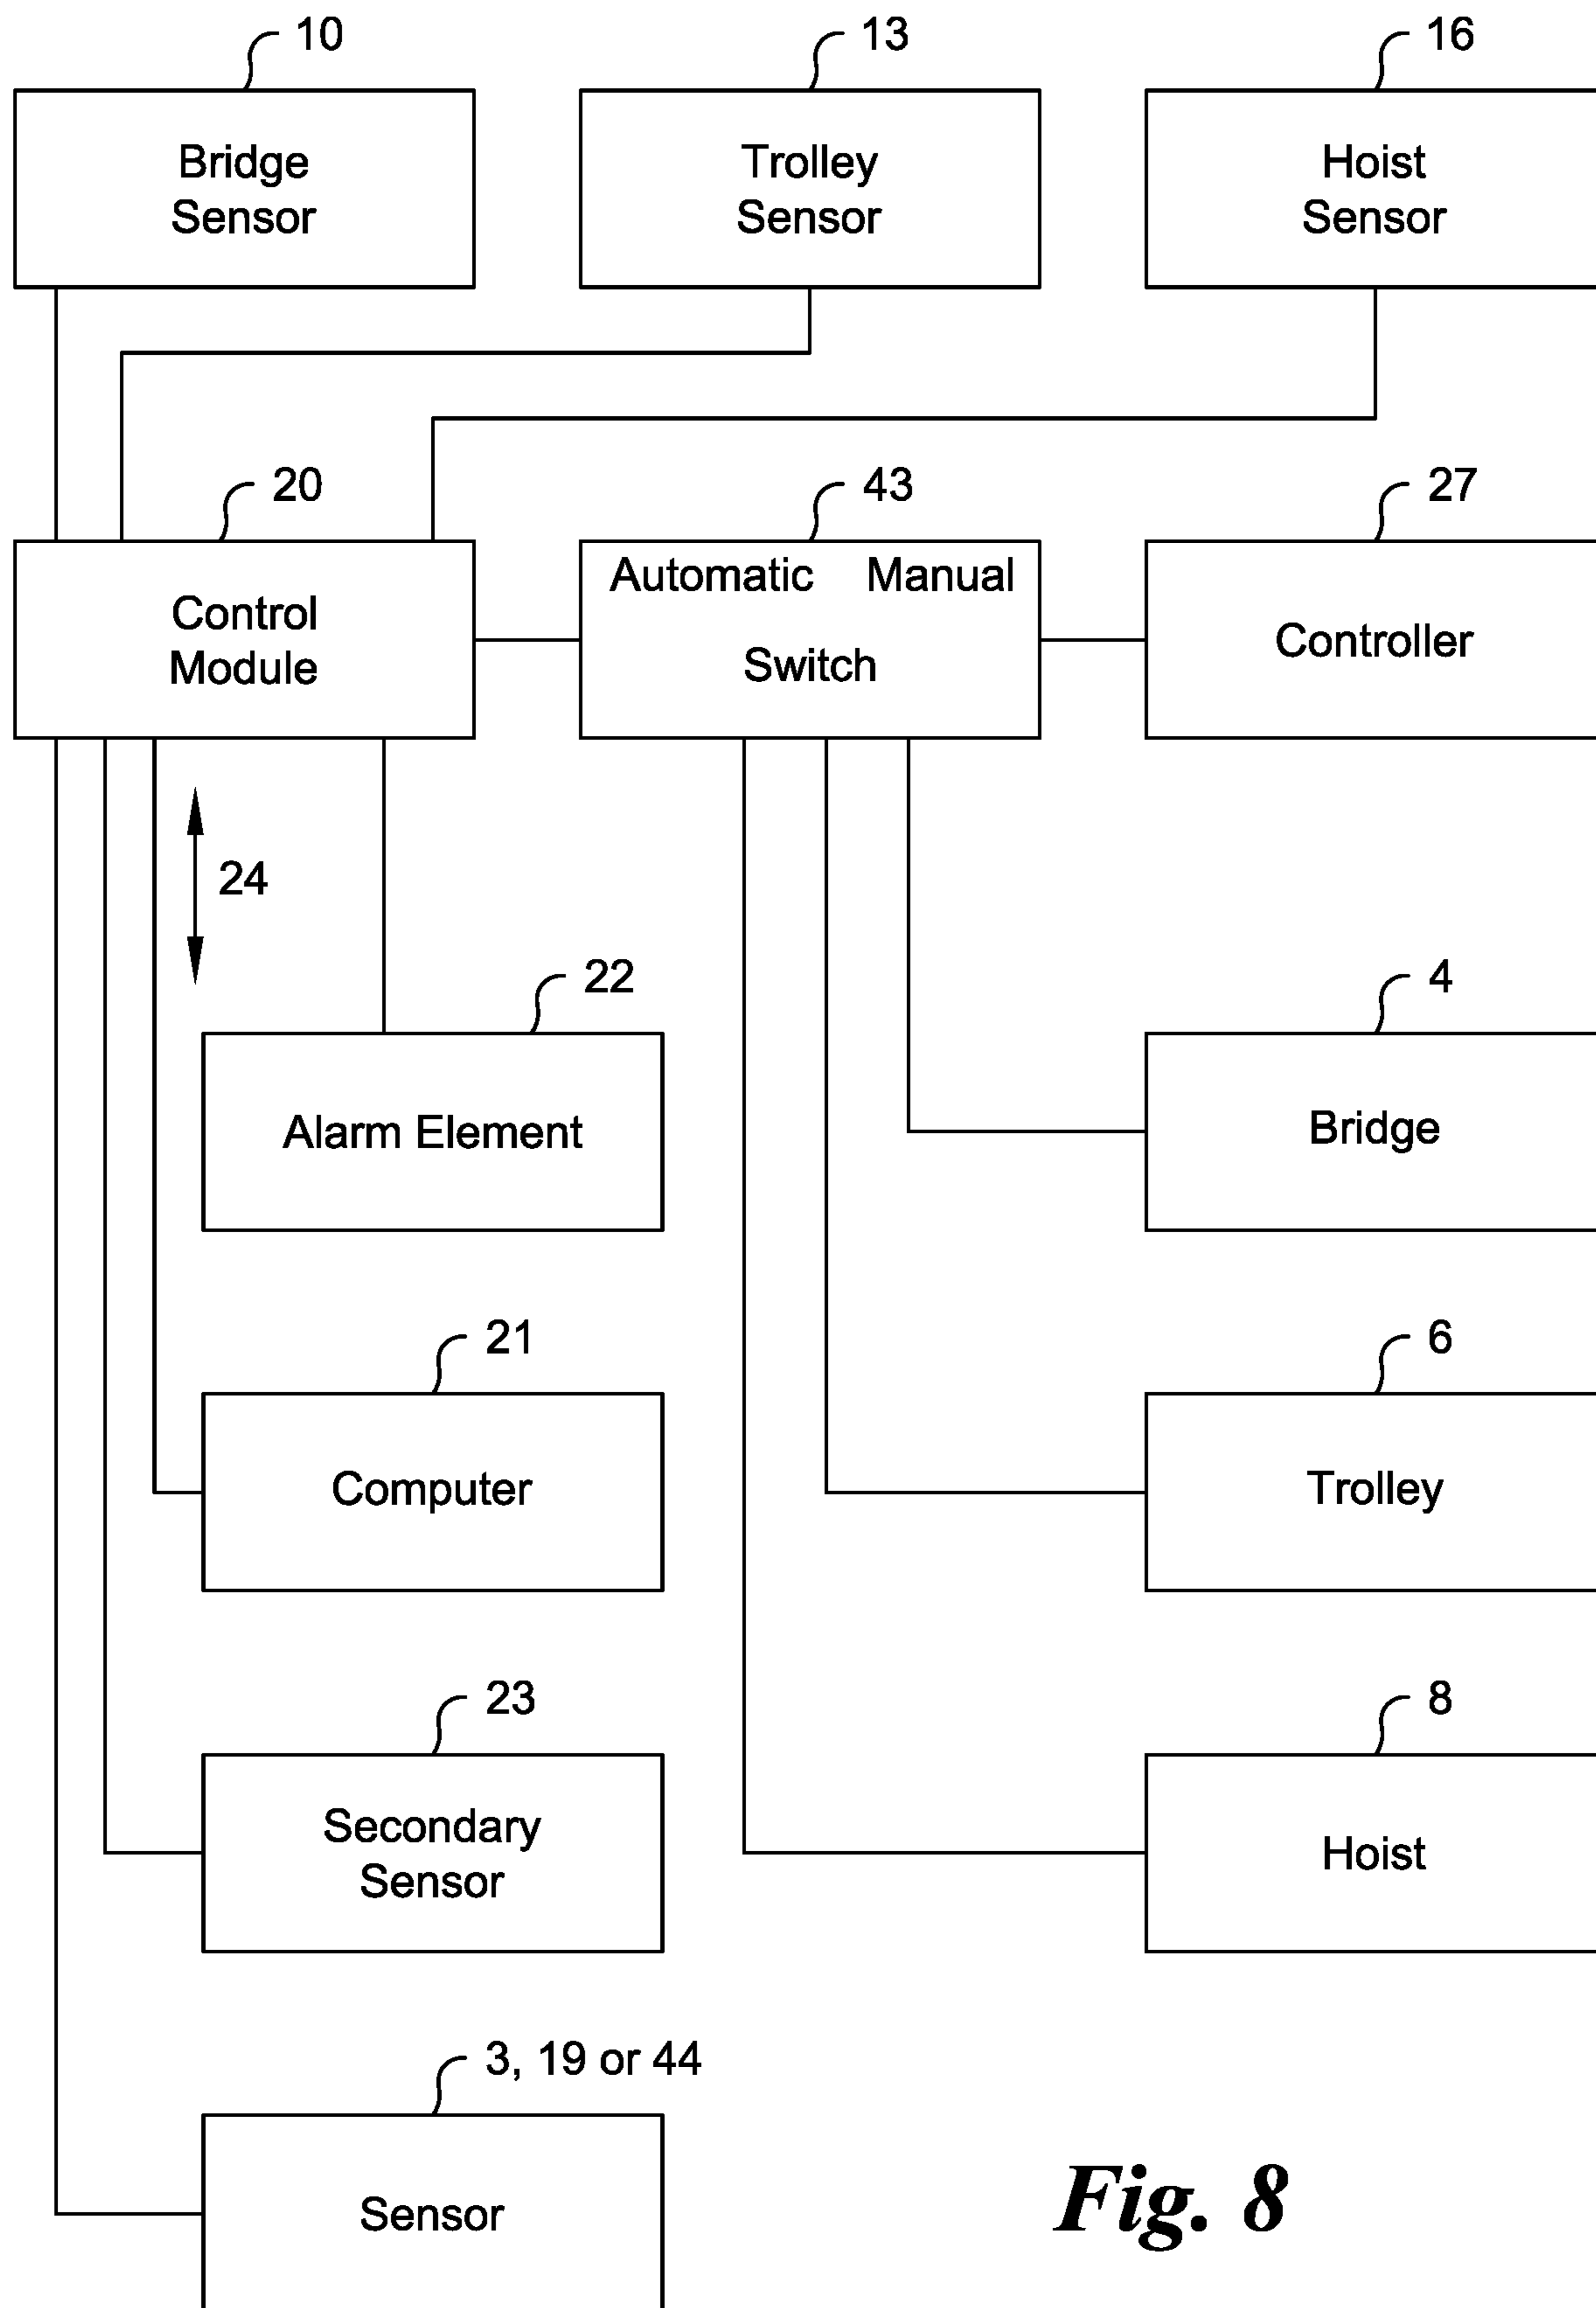 10
13
16
Bridge
Sensor
Trolley
Sensor
Hoist
Sensor
20
43
27
Control
Module
Automatic Manual
Switch
Controller
24
22
4
Alarm Element
Bridge
21
6
Computer
Trolley
23
8
Secondary
Sensor
Hoist
3, 19 or 44
Sensor
Fig. 8